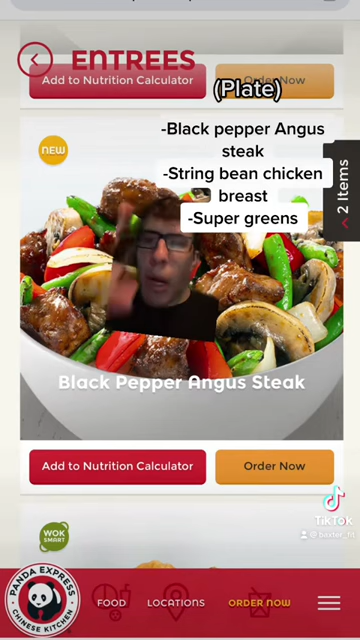 ENTREES
Add to Nutrition Calculator
Order Now
(Plate)
-Black pepper Angus
steak
-String bean chicken
breast
-Super greens
NEW
2 Items
Black Pepper Angus Steak
Add to Nutrition Calculator
Order Now
TikTok
@baxter_fit
WOK
SMART
PANDA EXPRESS
CHINESE KITCHEN
FOOD
LOCATIONS
ORDER NOW